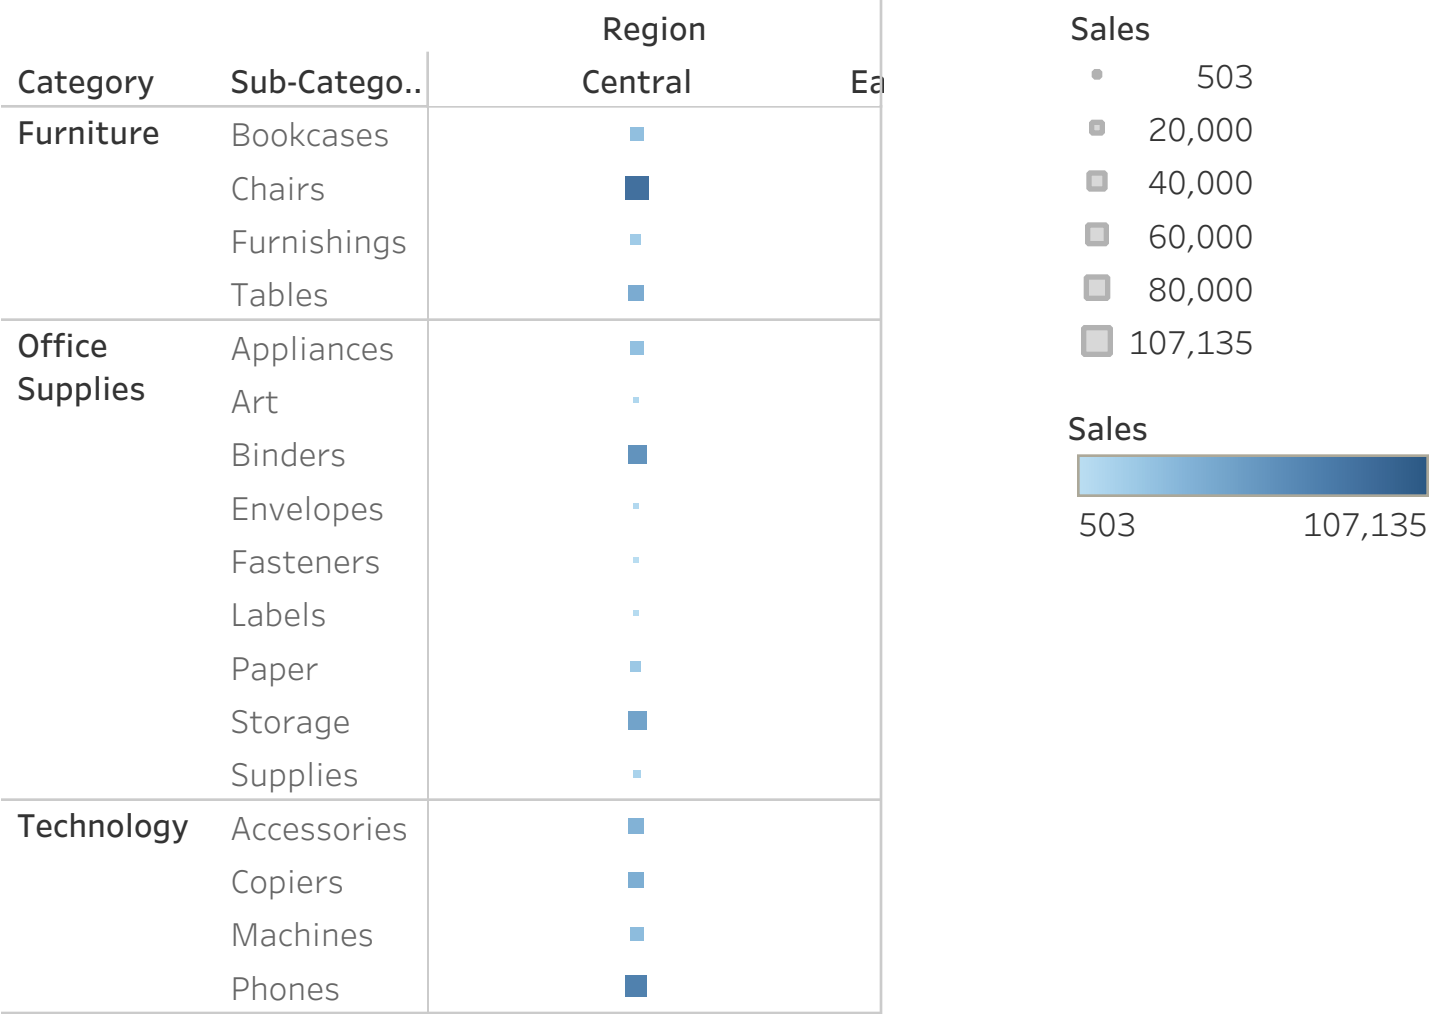 Region
Category Sub-Catego.. Central Ea
Furniture Bookcases
Chairs
Furnishings
Tables
Office Supplies Appliances
Art
Binders
Envelopes
Fasteners
Labels
Paper
Storage
Supplies
Technology Accessories
Copiers
Machines
Phones
Sales
503
20,000
40,000
60,000
80,000
107,135
Sales
503 107,135